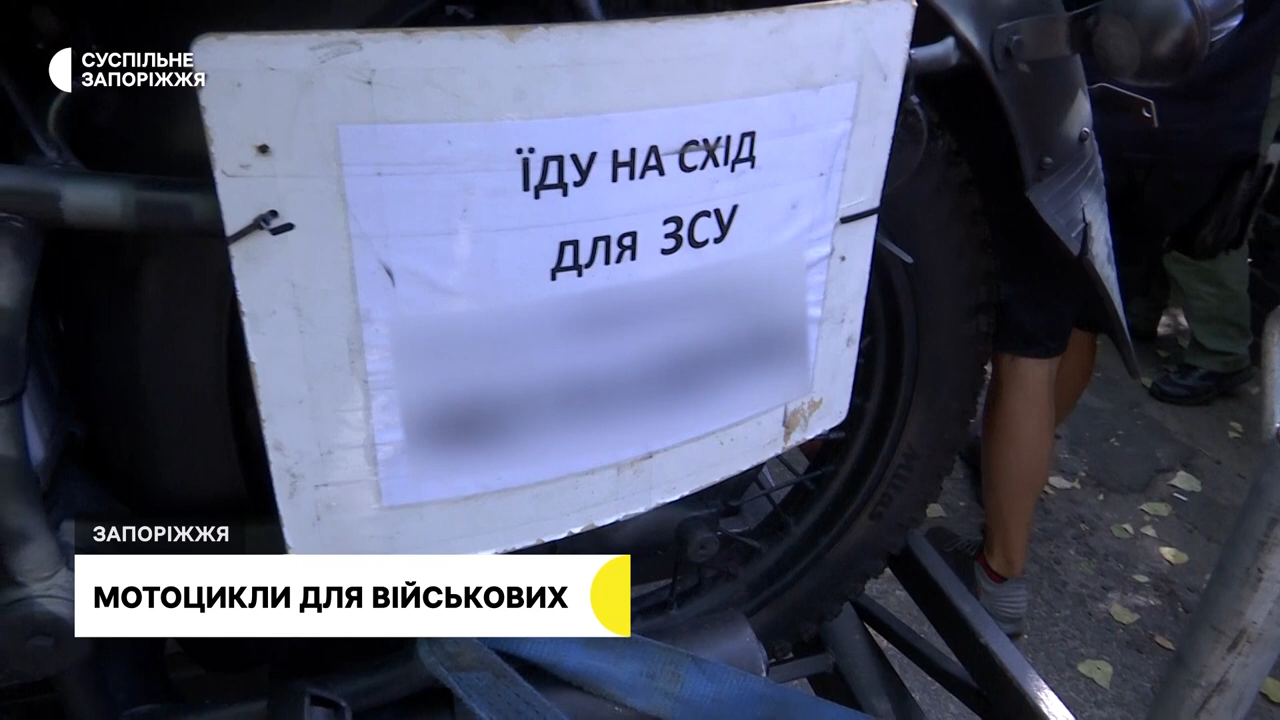 СУСПІЛЬНЕ
ЗАПОРІЖЖЯ
ЇДУ НА СХІД
ДЛЯ ЗСУ
ЗАПОРІЖЖЯ
МОТОЦИКЛИ ДЛЯ ВІЙСЬКОВИХ